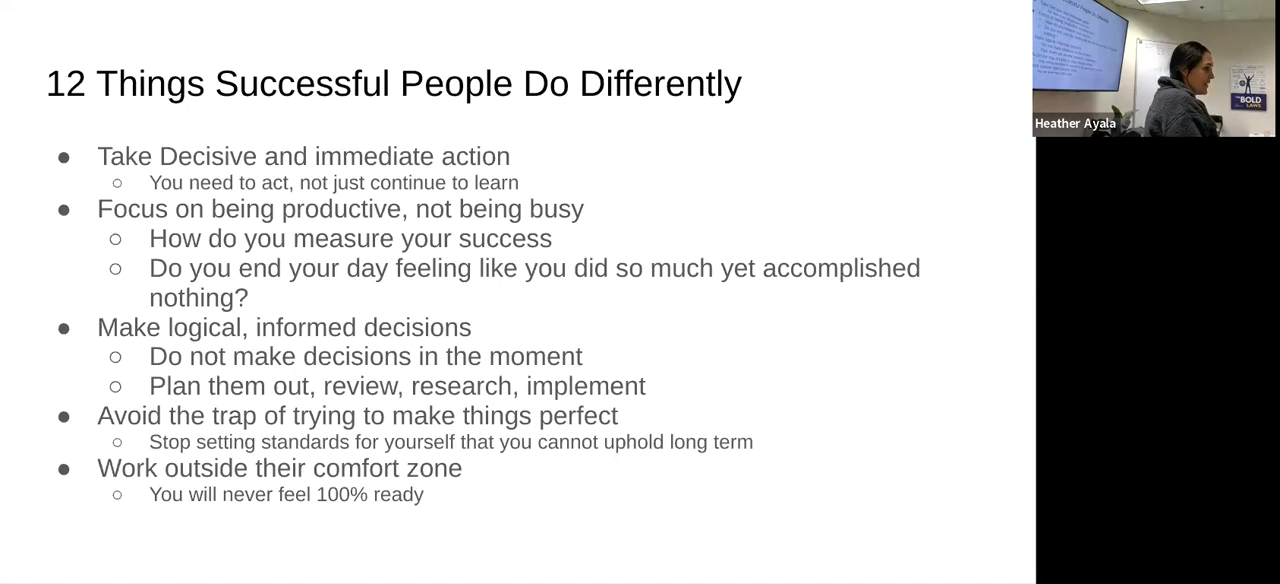 12 Things Successful People Do Differently
● Take Decisive and immediate action
○ You need to act, not just continue to learn
● Focus on being productive, not being busy
○ How do you measure your success
○ Do you end your day feeling like you did so much yet accomplished
nothing?
● Make logical, informed decisions
○ Do not make decisions in the moment
○ Plan them out, review, research, implement
● Avoid the trap of trying to make things perfect
○ Stop setting standards for yourself that you cannot uphold long term
● Work outside their comfort zone
○ You will never feel 100% ready
Heather Ayala
BOLD
LAWS